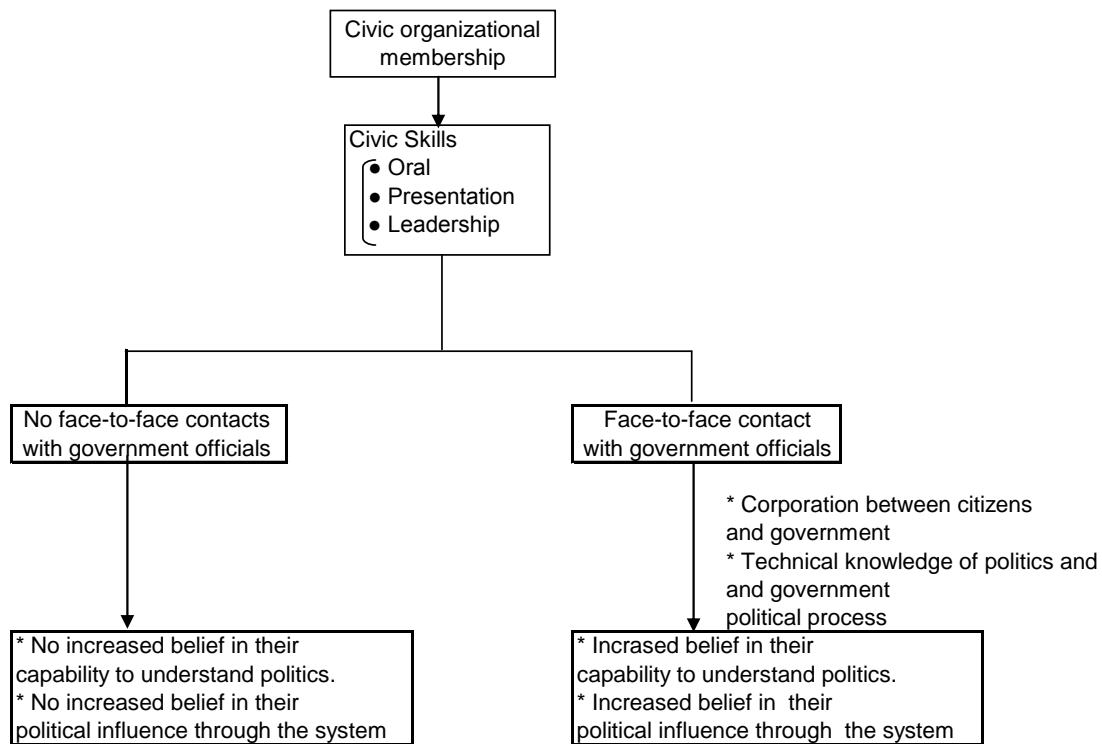 Civic organizational
membership
Civic Skills
● Oral
● Presentation
● Leadership
No face-to-face contacts
with government officials
Face-to-face contact
with government officials
* Corporation between citizens
and government
* Technical knowledge of politics and
and government
political process
* No increased belief in their
capability to understand politics.
* No increased belief in their
political influence through the system
* Incrased belief in their
capability to understand politics.
* Increased belief in  their
political influence through  the system